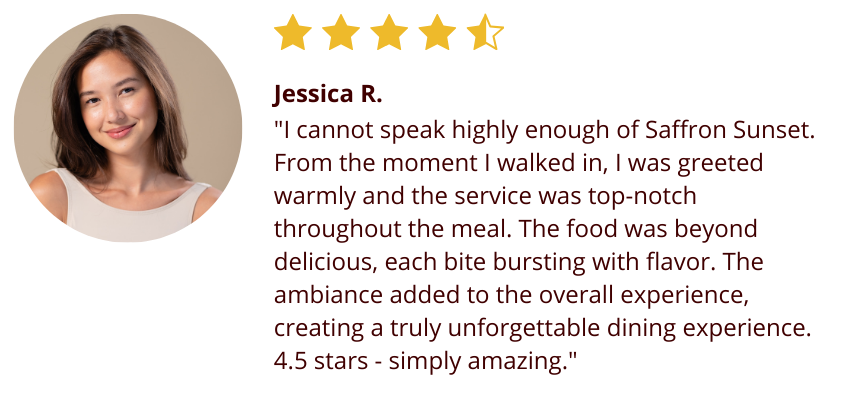 Jessica R.
"I cannot speak highly enough of Saffron Sunset.
From the moment I walked in, I was greeted
warmly and the service was top-notch
throughout the meal. The food was beyond
delicious, each bite bursting with flavor. The
ambiance added to the overall experience,
creating a truly unforgettable dining experience.
4.5 stars - simply amazing."